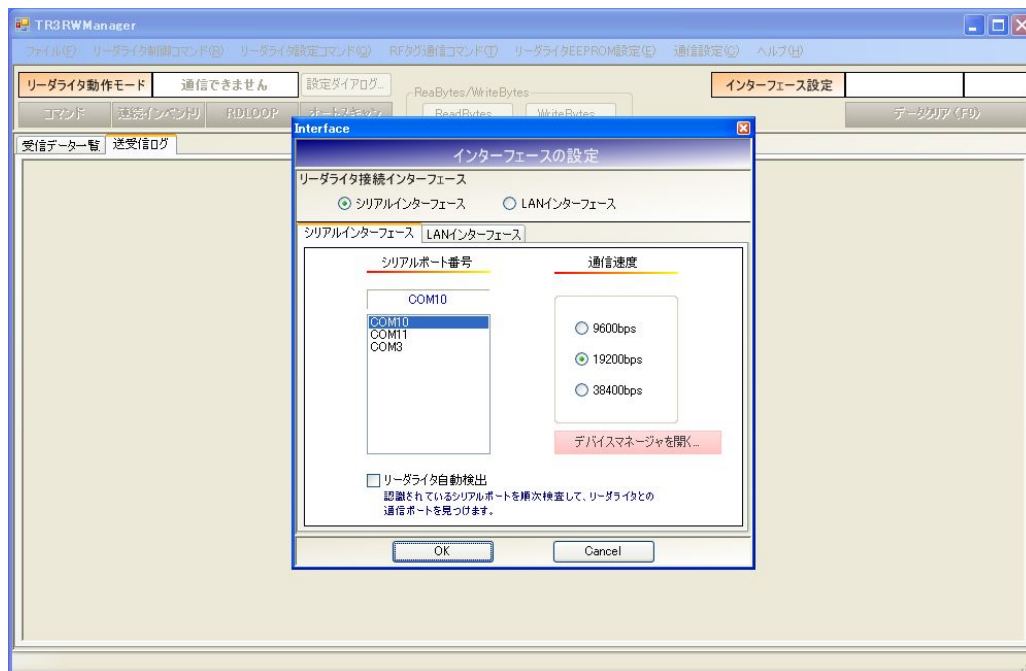 TR3RWManager
ファイル(F) リーダライタ制御コマンド(R) リーダライタ設定コマンド(Q) RFタグ通信コマンド(T) リーダライタEEPROM設定(E) 通信設定(C) ヘルプ(H)
リーダライタ動作モード 通信できません 設定ダイアログ... ReaBytes/WriteBytes インターフェース設定
コマンド 連続インベントリ RDLOOP オートスキャン ReadBytes WriteBytes データクリア(F9)
受信データ一覧 送受信ログ
Interface
インターフェースの設定
リーダライタ接続インターフェース
シリアルインターフェース LANインターフェース
シリアルインターフェース LANインターフェース
シリアルポート番号 通信速度
COM10
COM10
COM11
COM3
9600bps
19200bps
38400bps
デバイスマネージャを開く...
リーダライタ自動検出
認識されているシリアルポートを順次検査して、リーダライタとの
通信ポートを見つけます。
OK Cancel